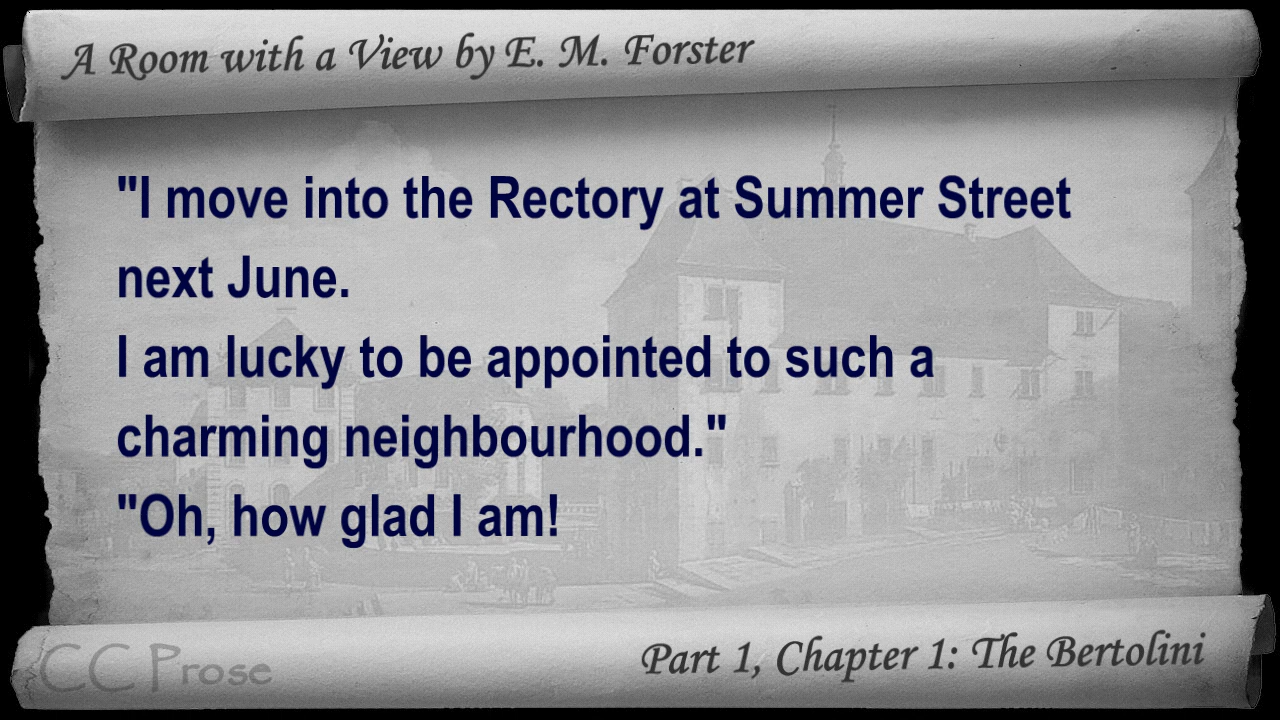 A Room with a View by E. M. Forster
"I move into the Rectory at Summer Street
next June.
I am lucky to be appointed to such a
charming neighbourhood."
"Oh, how glad I am!
CC Prose
Part 1, Chapter 1: The Bertolini